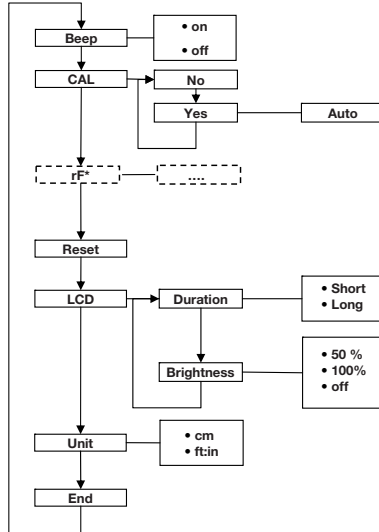 Beep
• on
• off
CAL
No
Yes
Auto
rF*
....
Reset
LCD
Duration
• Short
• Long
Brightness
• 50 %
• 100%
• off
Unit
• cm
• ft:in
End